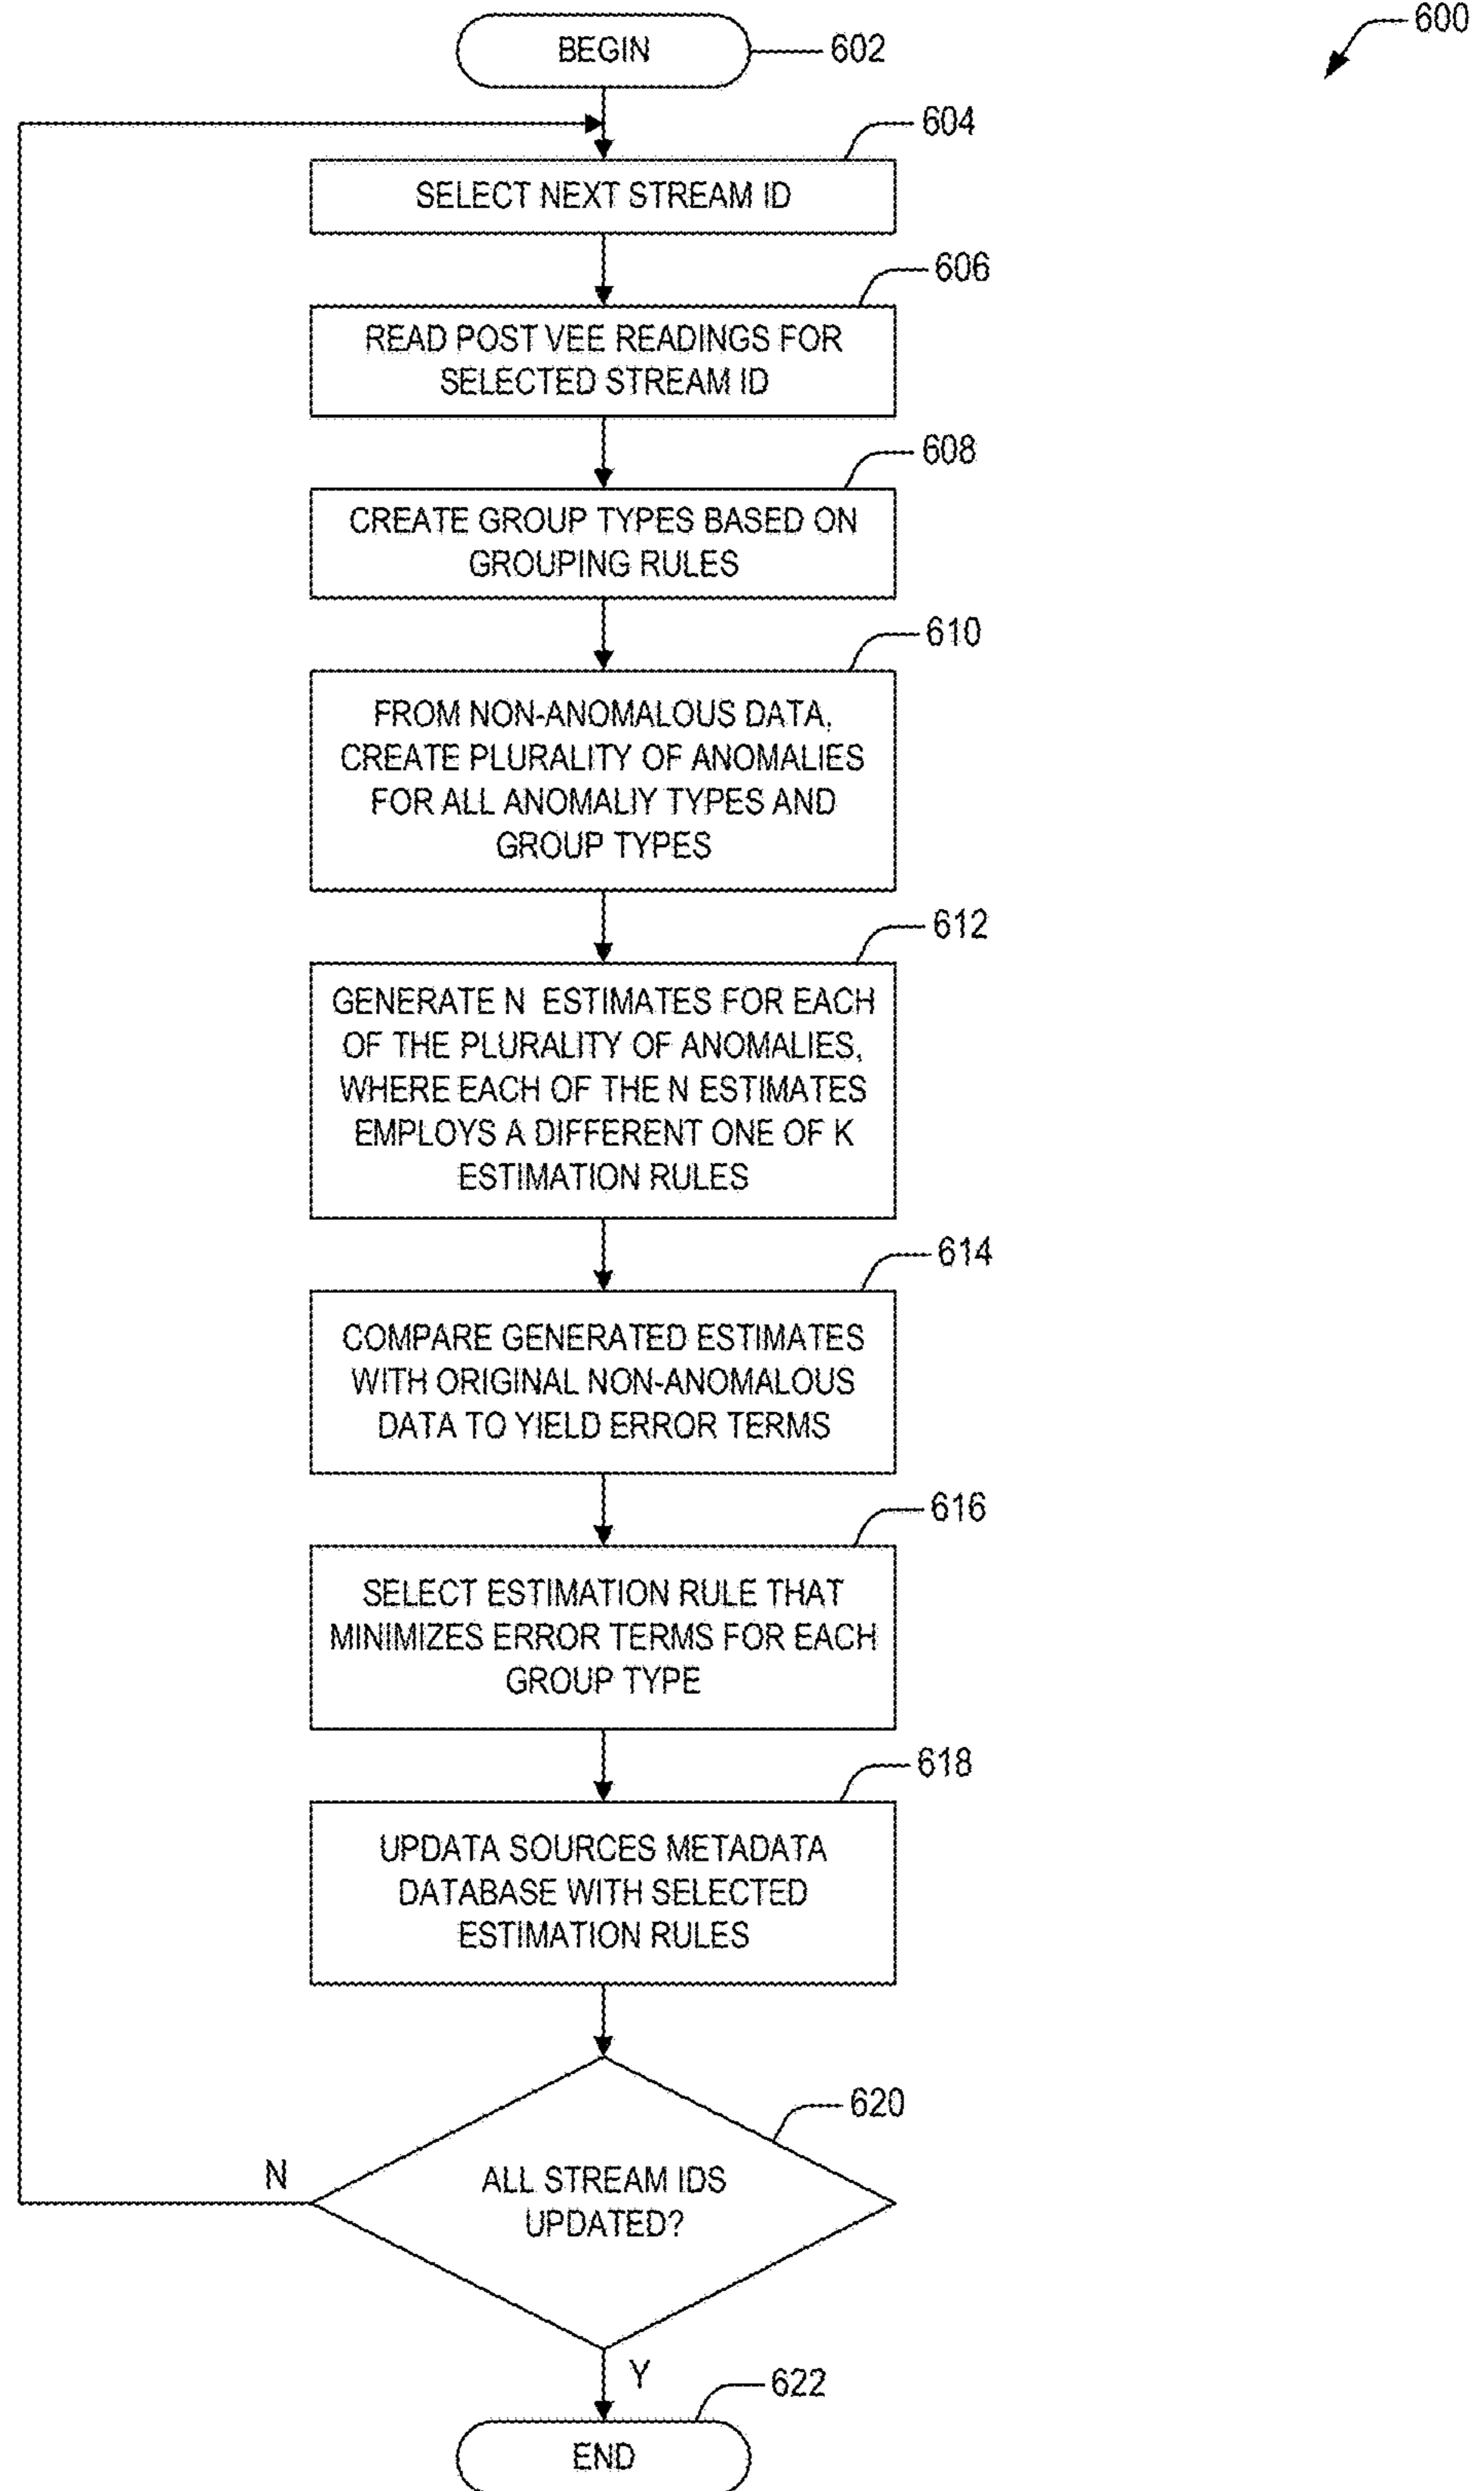 600
BEGIN
602
604
SELECT NEXT STREAM ID
606
READ POST VEE READINGS FOR
SELECTED STREAM ID
608
CREATE GROUP TYPES BASED ON
GROUPING RULES
610
FROM NON-ANOMALOUS DATA,
CREATE PLURALITY OF ANOMALIES
FOR ALL ANOMALIY TYPES AND
GROUP TYPES
612
GENERATE N ESTIMATES FOR EACH
OF THE PLURALITY OF ANOMALIES,
WHERE EACH OF THE N ESTIMATES
EMPLOYS A DIFFERENT ONE OF K
ESTIMATION RULES
614
COMPARE GENERATED ESTIMATES
WITH ORIGINAL NON-ANOMALOUS
DATA TO YIELD ERROR TERMS
616
SELECT ESTIMATION RULE THAT
MINIMIZES ERROR TERMS FOR EACH
GROUP TYPE
618
UPDATA SOURCES METADATA
DATABASE WITH SELECTED
ESTIMATION RULES
620
N
ALL STREAM IDS
UPDATED?
Y
622
END